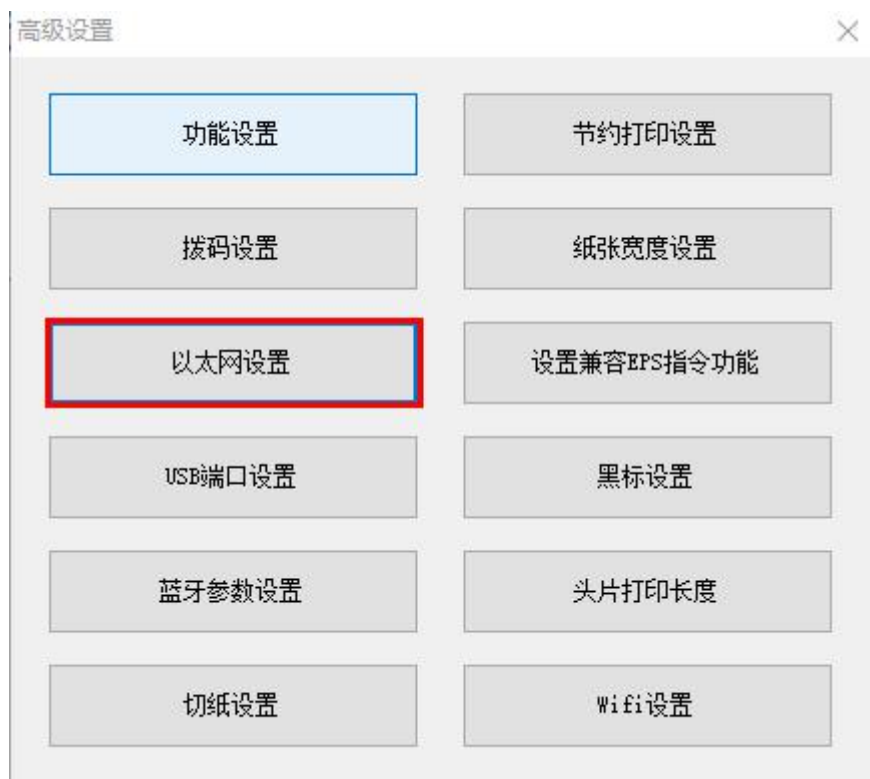 高级设置
功能设置
节约打印设置
拨码设置
纸张宽度设置
以太网设置
设置兼容EPS指令功能
USB端口设置
黑标设置
蓝牙参数设置
头片打印长度
切纸设置
Wifi设置